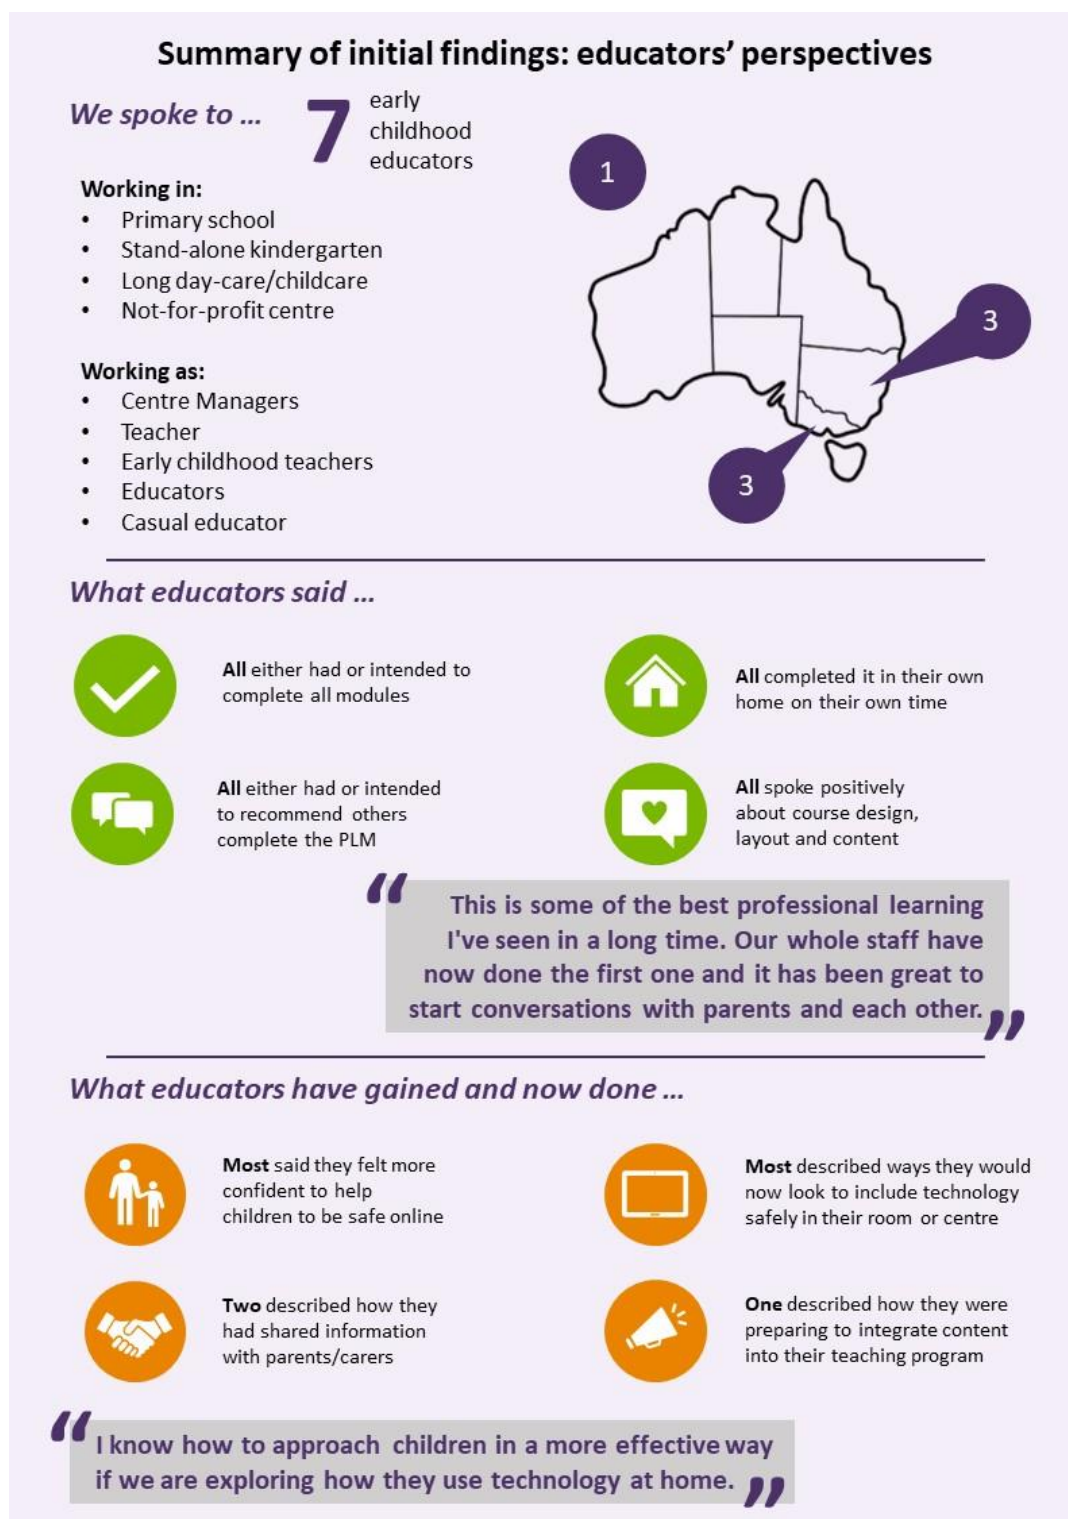 Summary of initial findings: educators’ perspectives
We spoke to ...
7
early
childhood
educators
Working in:
• Primary school
• Stand-alone kindergarten
• Long day-care/childcare
• Not-for-profit centre
Working as:
• Centre Managers
• Teacher
• Early childhood teachers
• Educators
• Casual educator
1
3
3
What educators said ...
All either had or intended to
complete all modules
All completed it in their own
home on their own time
All either had or intended
to recommend others
complete the PLM
All spoke positively
about course design,
layout and content
“ This is some of the best professional learning
I've seen in a long time. Our whole staff have
now done the first one and it has been great to
start conversations with parents and each other. ”
What educators have gained and now done ...
Most said they felt more
confident to help
children to be safe online
Most described ways they would
now look to include technology
safely in their room or centre
Two described how they
had shared information
with parents/carers
One described how they were
preparing to integrate content
into their teaching program
“ I know how to approach children in a more effective way
if we are exploring how they use technology at home. ”